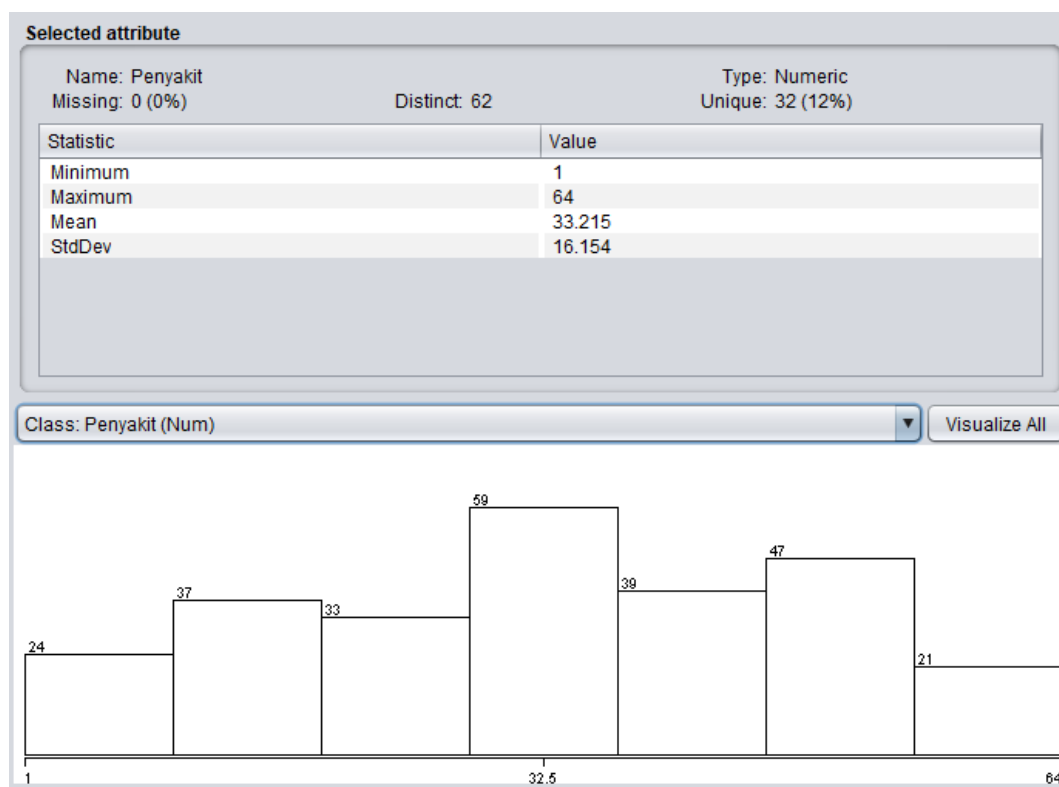 Selected attribute
Name: Penyakit Type: Numeric
Missing: 0 (0%) Distinct: 62 Unique: 32 (12%)
Statistic Value
Minimum 1
Maximum 64
Mean 33.215
StdDev 16.154
Class: Penyakit (Num) Visualize All
59
47
37 39
33
24 21
1 32.5 64